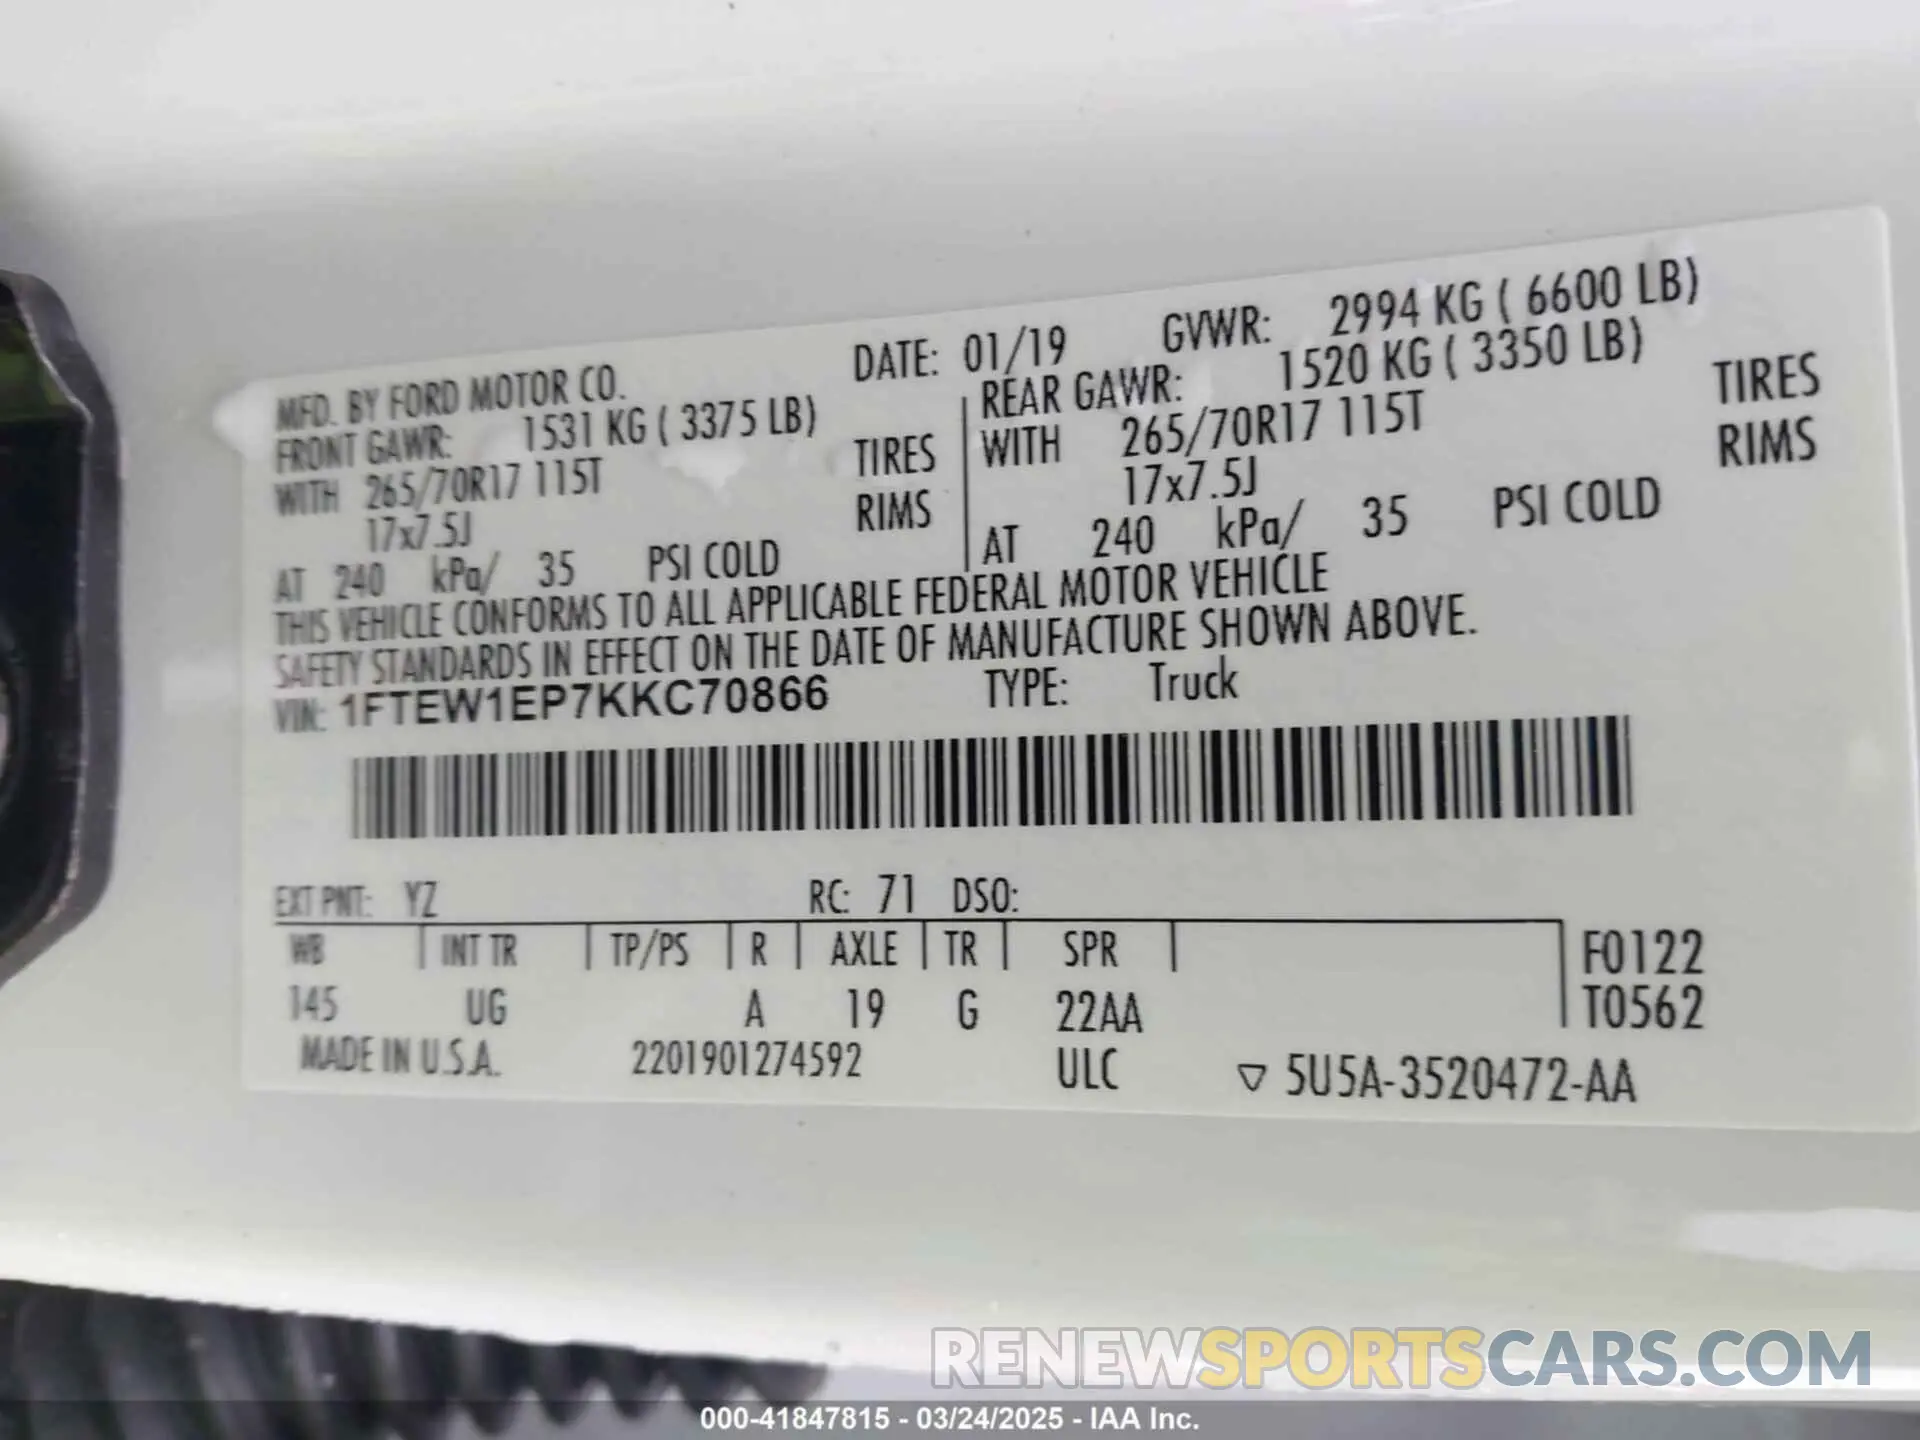 MFD. BY FORD MOTOR CO. DATE: 01/19 GVWR: 2994 KG ( 6600 LB)
FRONT GAWR: 1531 KG ( 3375 LB) REAR GAWR: 1520 KG ( 3350 LB)
WITH 265/70R17 115T TIRES WITH 265/70R17 115T TIRES
17x7.5J RIMS 17x7.5J RIMS
AT 240 kPa/ 35 PSI COLD AT 240 kPa/ 35 PSI COLD
THIS VEHICLE CONFORMS TO ALL APPLICABLE FEDERAL MOTOR VEHICLE
SAFETY STANDARDS IN EFFECT ON THE DATE OF MANUFACTURE SHOWN ABOVE.
VIN: 1FTEW1EP7KKC70866 TYPE: Truck
EXT PNT: YZ RC: 71 DSO:
WB INT TR TP/PS R AXLE TR SPR F0122
145 UG A 19 G 22AA T0562
MADE IN U.S.A. 2201901274592 ULC ▽ 5U5A-3520472-AA
RENEWSPORTSCARS.COM
000-41847815 - 03/24/2025 - IAA Inc.